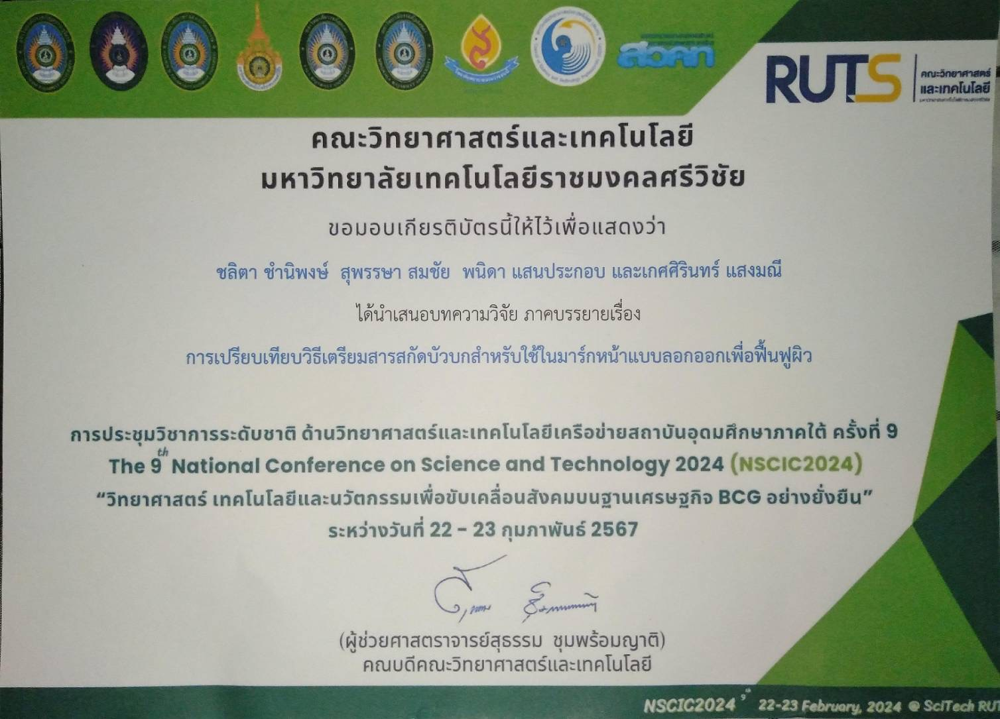 สวคท
RUTS
คณะวิทยาศาสตร์
และเทคโนโลยี
คณะวิทยาศาสตร์และเทคโนโลยี
มหาวิทยาลัยเทคโนโลยีราชมงคลศรีวิชัย
ขอมอบเกียรติบัตรนี้ให้ไว้เพื่อแสดงว่า
ชลิตา ชำนิพงษ์ สุพรรษา สมชัย พนิดา แสนประกอบ และเกศศิรินทร์ แสงมณี
ได้นำเสนอบทความวิจัย ภาคบรรยายเรื่อง
การเปรียบเทียบวิธีเตรียมสารสกัดบัวบกสำหรับใช้ในมาร์กหน้าแบบลอกออกเพื่อฟื้นฟูผิว
การประชุมวิชาการระดับชาติ ด้านวิทยาศาสตร์และเทคโนโลยีเครือข่ายสถาบันอุดมศึกษาภาคใต้ ครั้งที่ 9
The 9th National Conference on Science and Technology 2024 (NSCIC2024)
“วิทยาศาสตร์ เทคโนโลยีและนวัตกรรมเพื่อขับเคลื่อนสังคมบนฐานเศรษฐกิจ BCG อย่างยั่งยืน”
ระหว่างวันที่ 22 - 23 กุมภาพันธ์ 2567
(ผู้ช่วยศาสตราจารย์สุธรรม ชุมพร้อมญาติ)
คณบดีคณะวิทยาศาสตร์และเทคโนโลยี
NSCIC2024 9th 22-23 February, 2024 @ SciTech RUT